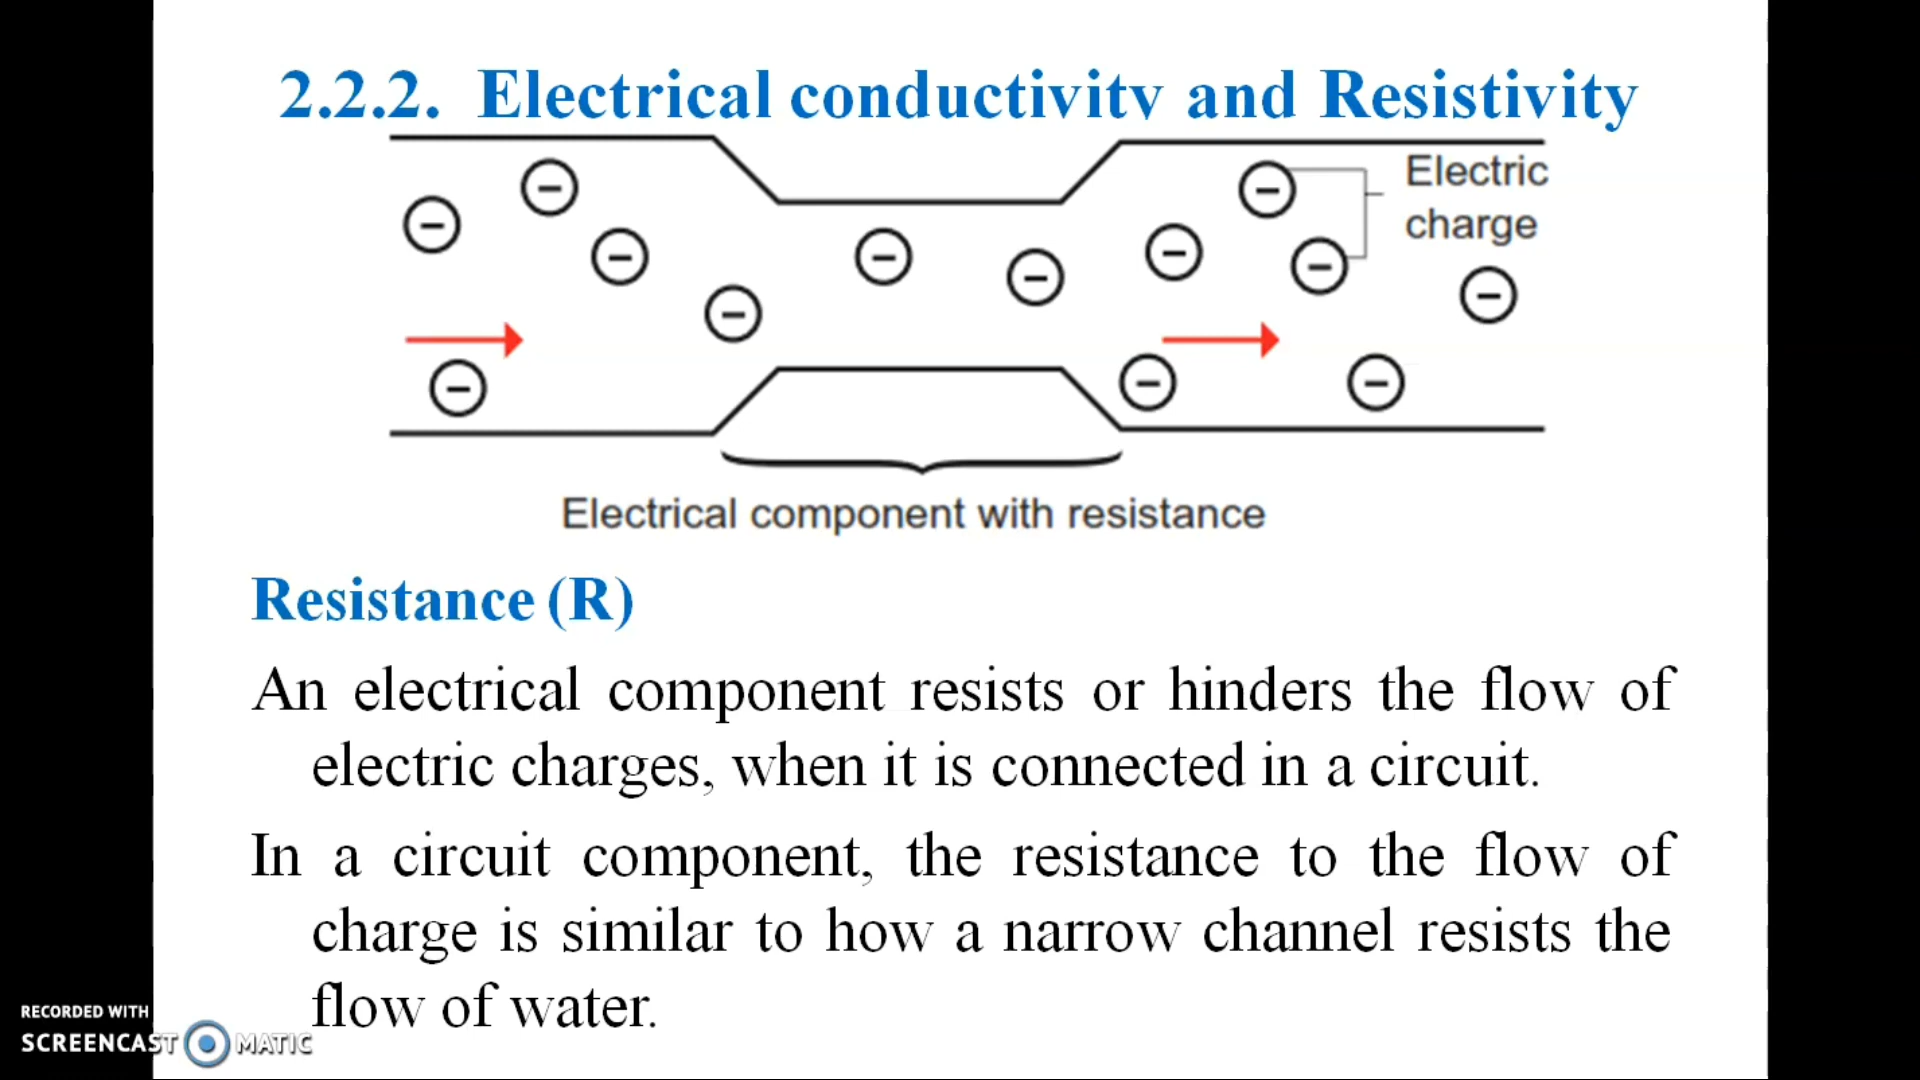 2.2.2. Electrical conductivity and Resistivity
Electric
charge
Electrical component with resistance
Resistance (R)
An electrical component resists or hinders the flow of
electric charges, when it is connected in a circuit.
In a circuit component, the resistance to the flow of
charge is similar to how a narrow channel resists the
flow of water.
RECORDED WITH
SCREENCAST MATIC